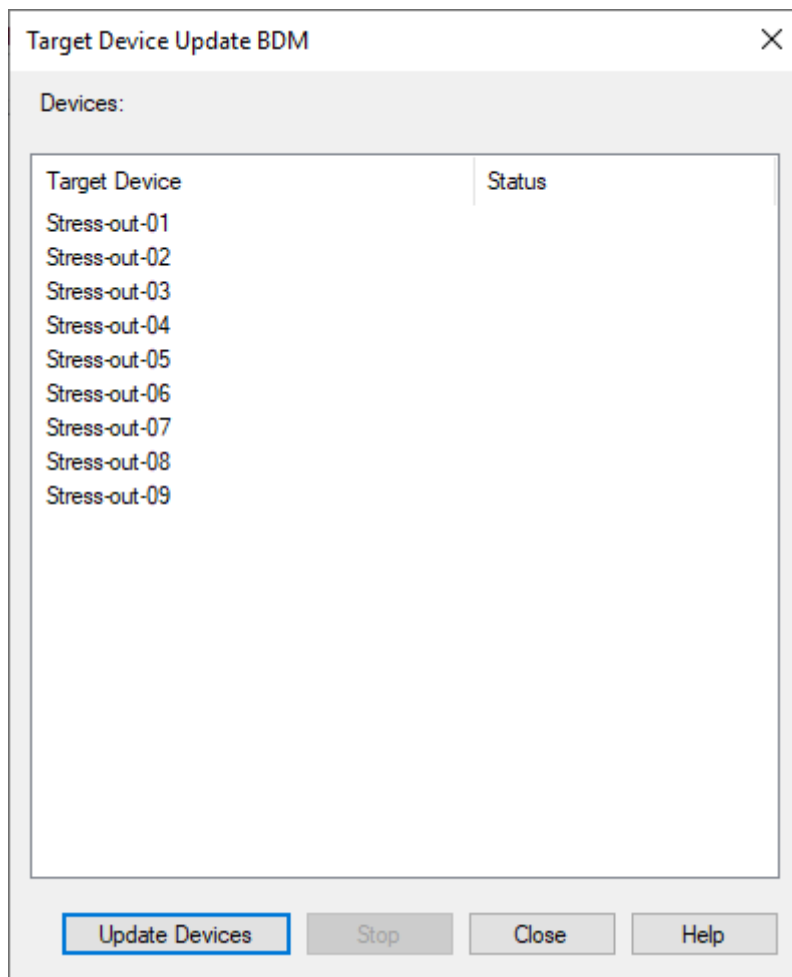 Target Device Update BDM
Devices:
Target Device Status
Stress-out-01
Stress-out-02
Stress-out-03
Stress-out-04
Stress-out-05
Stress-out-06
Stress-out-07
Stress-out-08
Stress-out-09
Update Devices Stop Close Help